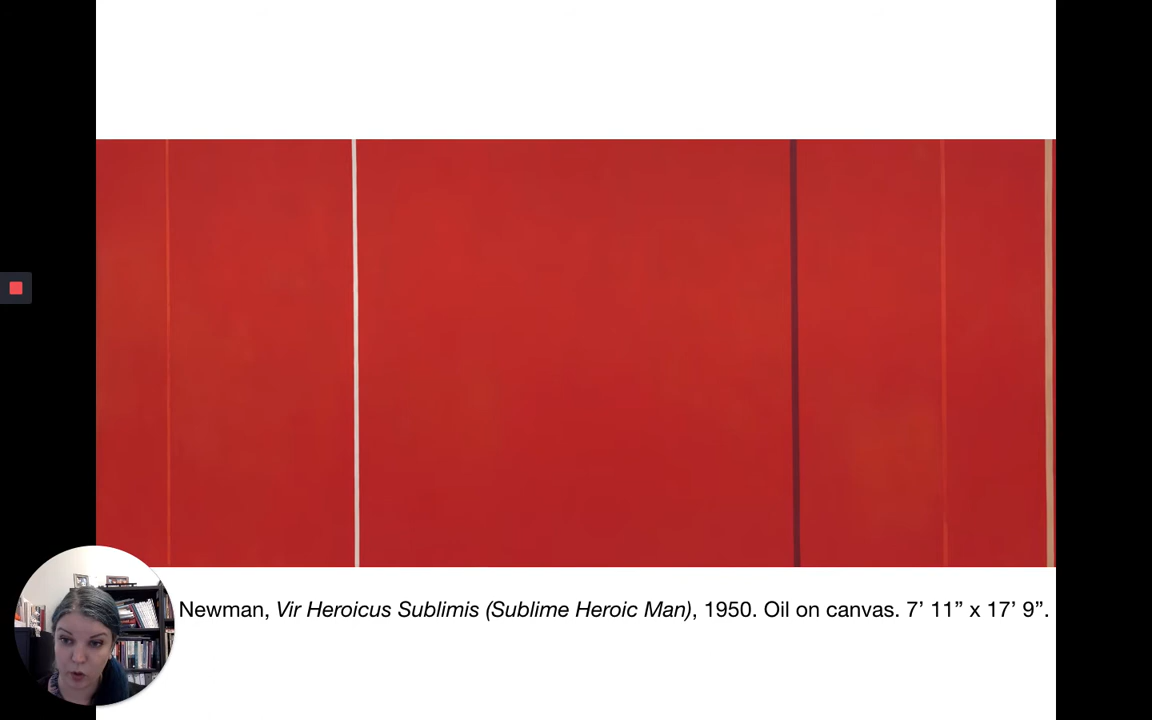 Newman, Vir Heroicus Sublimis (Sublime Heroic Man), 1950. Oil on canvas. 7’ 11” x 17’ 9”.